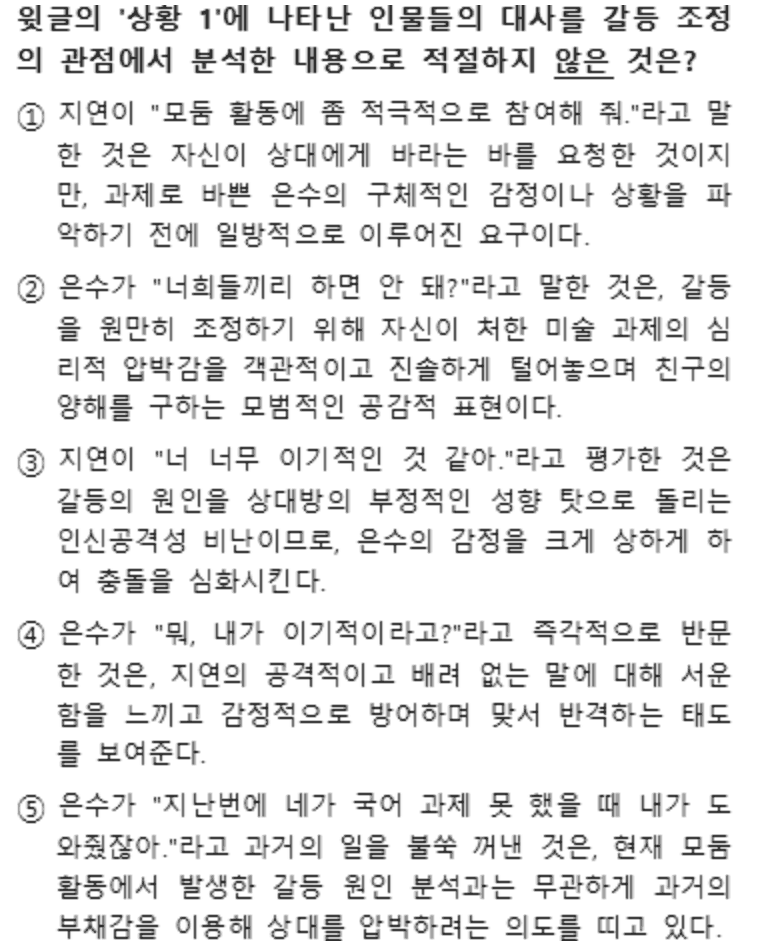 윗글의 '상황 1'에 나타난 인물들의 대사를 갈등 조정
의 관점에서 분석한 내용으로 적절하지 않은 것은?
① 지연이 "모둠 활동에 좀 적극적으로 참여해 줘."라고 말
한 것은 자신이 상대에게 바라는 바를 요청한 것이지
만, 과제로 바쁜 은수의 구체적인 감정이나 상황을 파
악하기 전에 일방적으로 이루어진 요구이다.
② 은수가 "너희들끼리 하면 안 돼?"라고 말한 것은, 갈등
을 원만히 조정하기 위해 자신이 처한 미술 과제의 심
리적 압박감을 객관적이고 진솔하게 털어놓으며 친구의
양해를 구하는 모범적인 공감적 표현이다.
③ 지연이 "너 너무 이기적인 것 같아."라고 평가한 것은
갈등의 원인을 상대방의 부정적인 성향 탓으로 돌리는
인신공격성 비난이므로, 은수의 감정을 크게 상하게 하
여 충돌을 심화시킨다.
④ 은수가 "뭐, 내가 이기적이라고?"라고 즉각적으로 반문
한 것은, 지연의 공격적이고 배려 없는 말에 대해 서운
함을 느끼고 감정적으로 방어하며 맞서 반격하는 태도
를 보여준다.
⑤ 은수가 "지난번에 네가 국어 과제 못 했을 때 내가 도
와줬잖아."라고 과거의 일을 불쑥 꺼낸 것은, 현재 모둠
활동에서 발생한 갈등 원인 분석과는 무관하게 과거의
부채감을 이용해 상대를 압박하려는 의도를 띠고 있다.